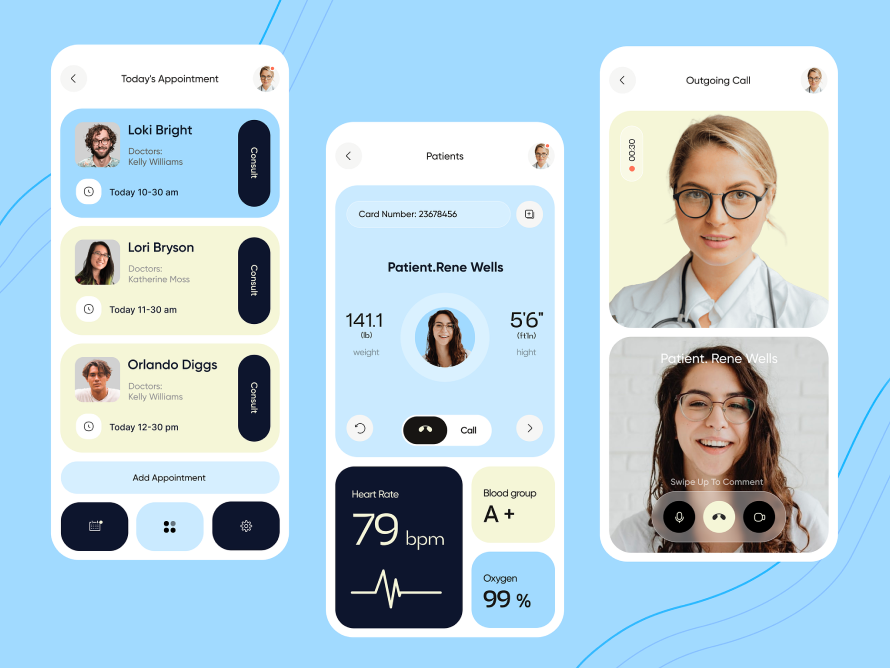 Today's Appointment
Loki Bright
Doctors:
Kelly Williams
Today 10-30 am
Consult
Lori Bryson
Doctors:
Katherine Moss
Today 11-30 am
Consult
Orlando Diggs
Doctors:
Kelly Williams
Today 12-30 pm
Consult
Add Appointment
Patients
Card Number: 23678456
Patient.Rene Wells
141.1
(lb)
weight
5'6"
(ft'ln)
hight
Call
Heart Rate
79 bpm
Blood group
A +
Oxygen
99 %
Outgoing Call
00:30
Patient. Rene Wells
Swipe Up To Comment